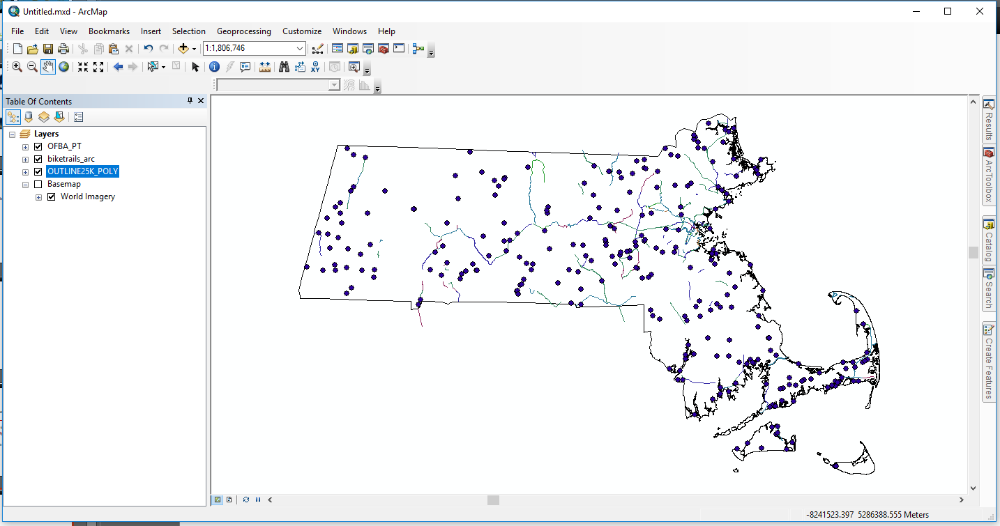 Untitled.mxd - ArcMap
File Edit View Bookmarks Insert Selection Geoprocessing Customize Windows Help
1:1,806,746
Table Of Contents
Layers
OFBA_PT
biketrails_arc
OUTLINE25K_POLY
Basemap
World Imagery
Results
ArcToolbox
Catalog
Search
Create Features
-8241523.397 5286388.555 Meters